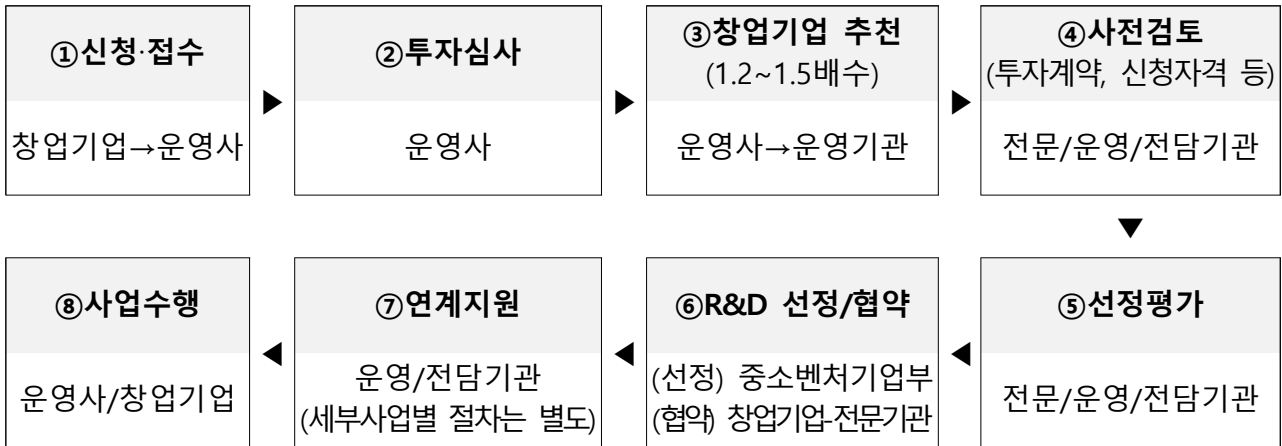 ①신청·접수
창업기업→운영사
▶
②투자심사
운영사
▶
③창업기업 추천
(1.2~1.5배수)
운영사→운영기관
▶
④사전검토
(투자계약, 신청자격 등)
전문/운영/전담기관
▼
⑤선정평가
전문/운영/전담기관
◀
⑥R&D 선정/협약
(선정) 중소벤처기업부
(협약) 창업기업-전문기관
◀
⑦연계지원
운영/전담기관
(세부사업별 절차는 별도)
◀
⑧사업수행
운영사/창업기업